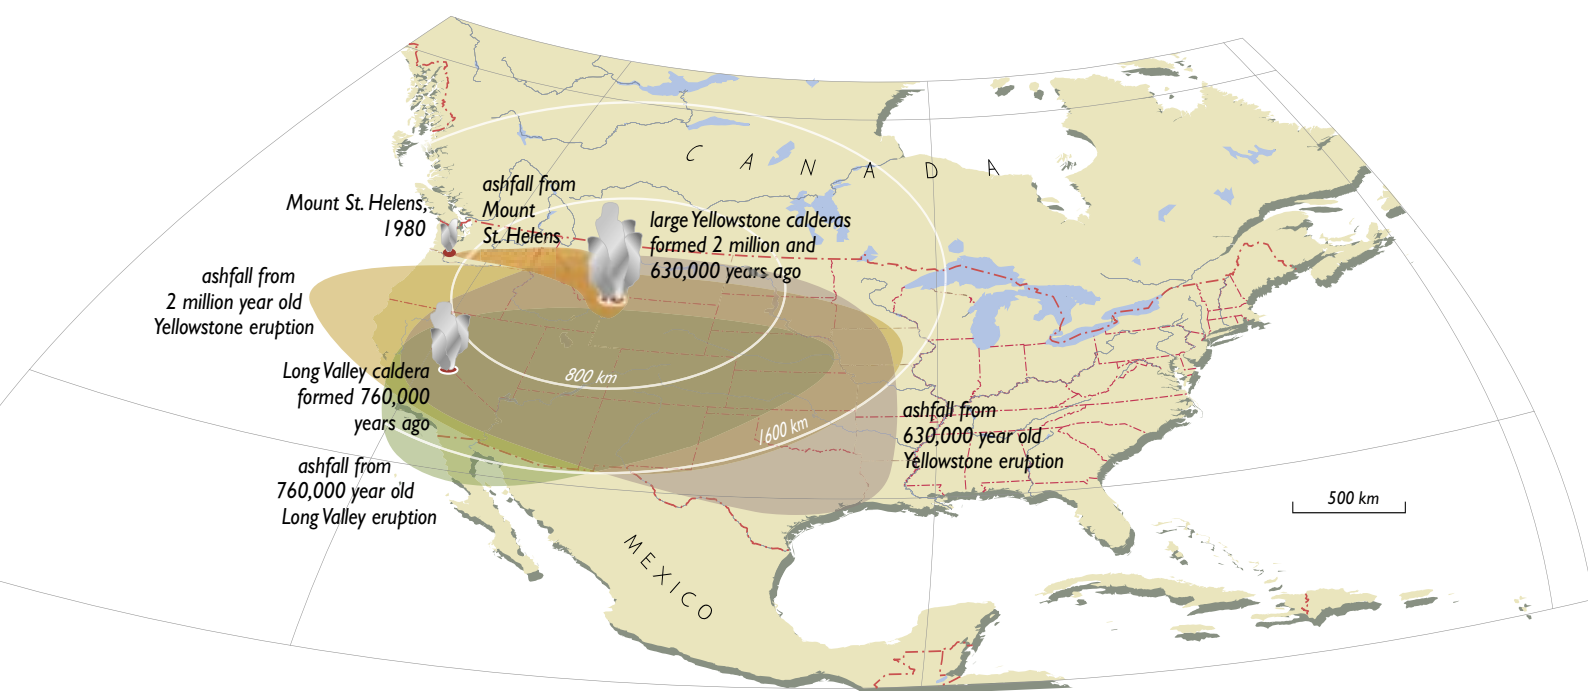 C A N A D A
ashfall from
Mount
St. Helens
Mount St. Helens,
1980
large Yellowstone calderas
formed 2 million and
630,000 years ago
ashfall from
2 million year old
Yellowstone eruption
Long Valley caldera
formed 760,000
years ago
800 km
1600 km
ashfall from
630,000 year old
Yellowstone eruption
ashfall from
760,000 year old
Long Valley eruption
500 km
MEXICO